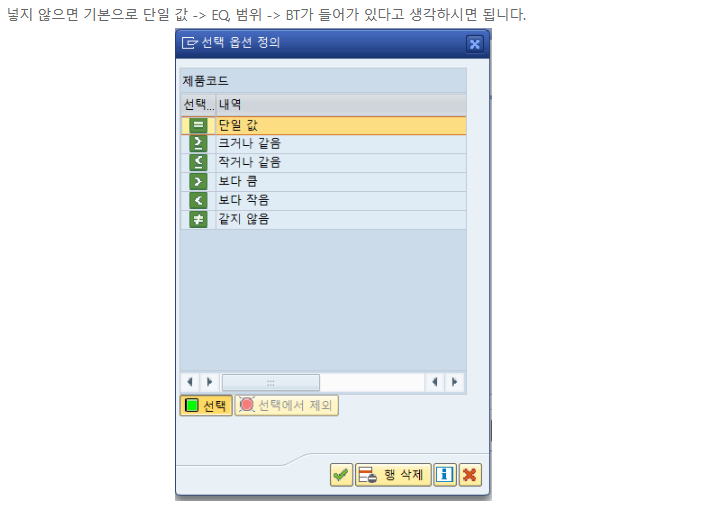 넣지 않으면 기본으로 단일 값 -> EQ, 범위 -> BT가 들어가 있다고 생각하시면 됩니다.
선택 옵션 정의
제품코드
선택... 내역
단일 값
크거나 같음
작거나 같음
보다 큼
보다 작음
같지 않음
선택 선택에서 제외
행 삭제